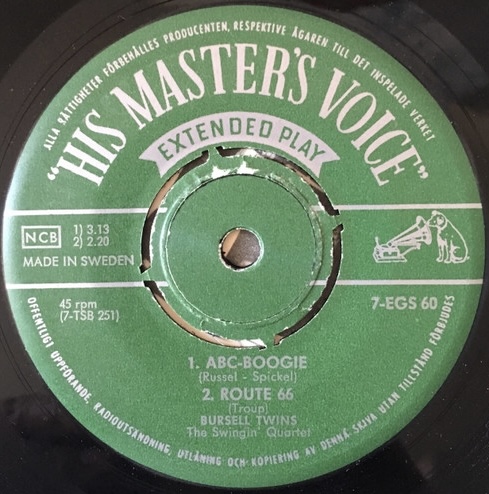 ALLA RÄTTIGHETER FÖRBEHÅLLES PRODUCENTEN, RESPEKTIVE ÄGAREN TILL DET INSPELADE VERKET
"HIS MASTER'S VOICE"
EXTENDED PLAY
NCB
1) 3.13
2) 2.20
MADE IN SWEDEN
45 rpm
(7-TSB 251)
7-EGS 60
1. ABC-BOOGIE
(Russel - Spickel)
2. ROUTE 66
(Troup)
BURSELL TWINS
The Swingin' Quartet
OFFENTLIGT UPPFÖRANDE, RADIOUTSÄNDNING, UTLÅNING OCH KOPIERING AV DENNA SKIVA UTAN TILLSTÅND FÖRBJUDES